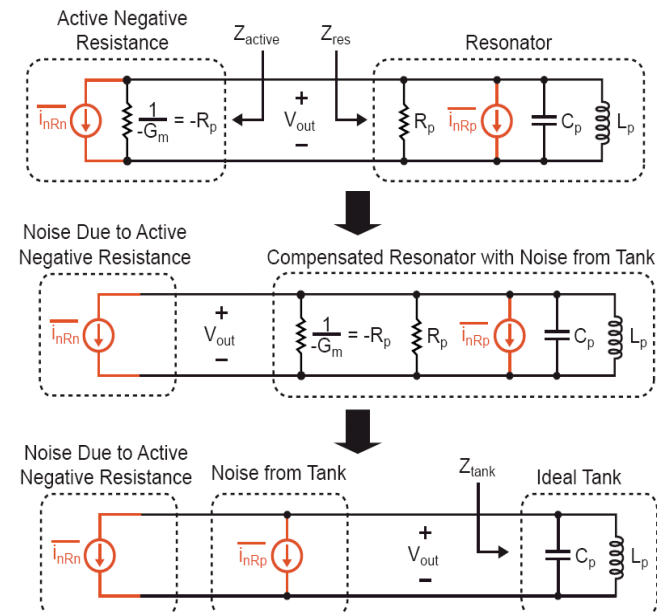 Active Negative
Resistance
Z_active
Z_res
Resonator
i_nRn
1
-G_m
= -R_p
+
V_out
–
R_p
i_nRp
C_p
L_p
Noise Due to Active
Negative Resistance
Compensated Resonator with Noise from Tank
i_nRn
+
V_out
–
1
-G_m
= -R_p
R_p
i_nRp
C_p
L_p
Noise Due to Active
Negative Resistance
Noise from Tank
Z_tank
Ideal Tank
i_nRn
i_nRp
+
V_out
–
C_p
L_p